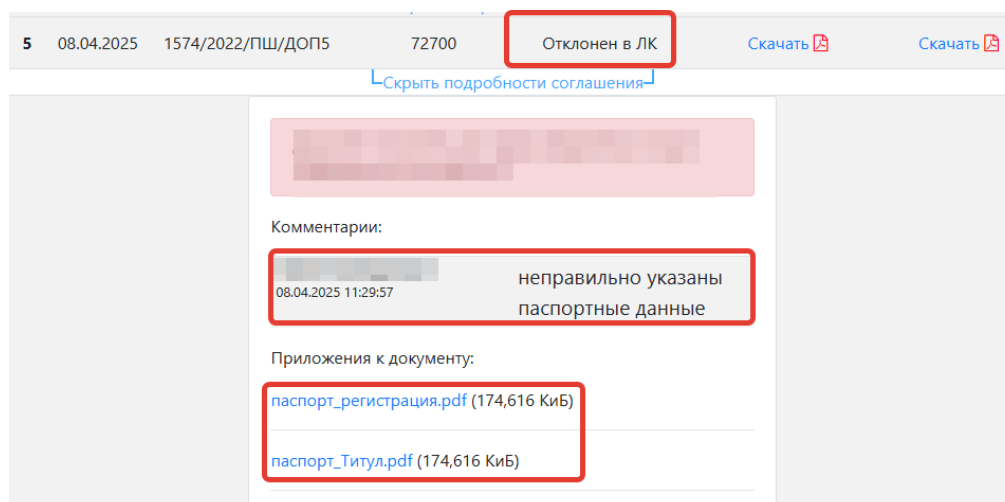 5 08.04.2025 1574/2022/ПШ/ДОП5 72700 Отклонен в ЛК Скачать Скачать
Скрыть подробности соглашения
Комментарии:
08.04.2025 11:29:57
неправильно указаны
паспортные данные
Приложения к документу:
паспорт_регистрация.pdf (174,616 КиБ)
паспорт_Титул.pdf (174,616 КиБ)